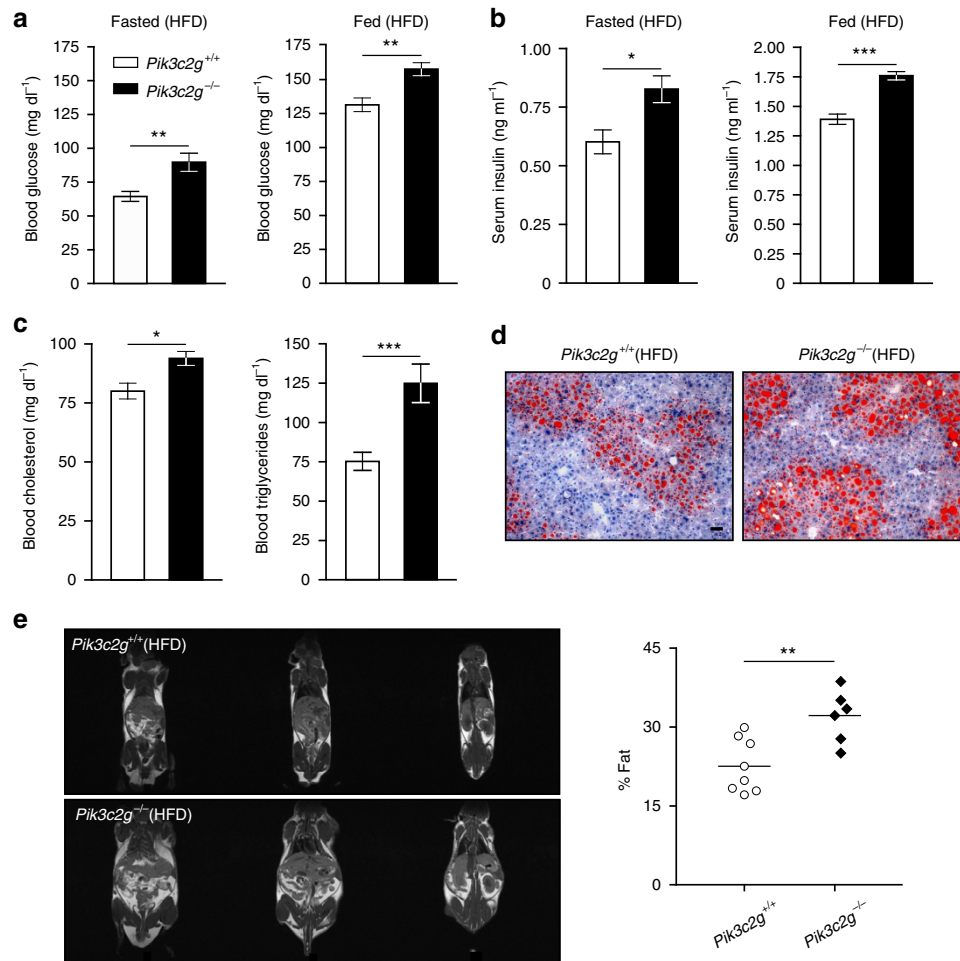 a
Fasted (HFD)
Blood glucose (mg dl⁻¹)
175
150
125
100
75
50
25
0
Pik3c2g⁺/⁺
Pik3c2g⁻/⁻
**
Fed (HFD)
Blood glucose (mg dl⁻¹)
175
150
125
100
75
50
25
0
**
b
Fasted (HFD)
Serum insulin (ng ml⁻¹)
1.00
0.75
0.50
0.25
0
*
Fed (HFD)
Serum insulin (ng ml⁻¹)
2.00
1.75
1.50
1.25
1.00
0.75
0.50
0.25
0
***
c
Blood cholesterol (mg dl⁻¹)
100
75
50
25
0
*
Blood triglycerides (mg dl⁻¹)
150
125
100
75
50
25
0
***
d
Pik3c2g⁺/⁺(HFD)
Pik3c2g⁻/⁻(HFD)
e
Pik3c2g⁺/⁺(HFD)
Pik3c2g⁻/⁻(HFD)
% Fat
45
30
15
0
**
Pik3c2g⁺/⁺
Pik3c2g⁻/⁻